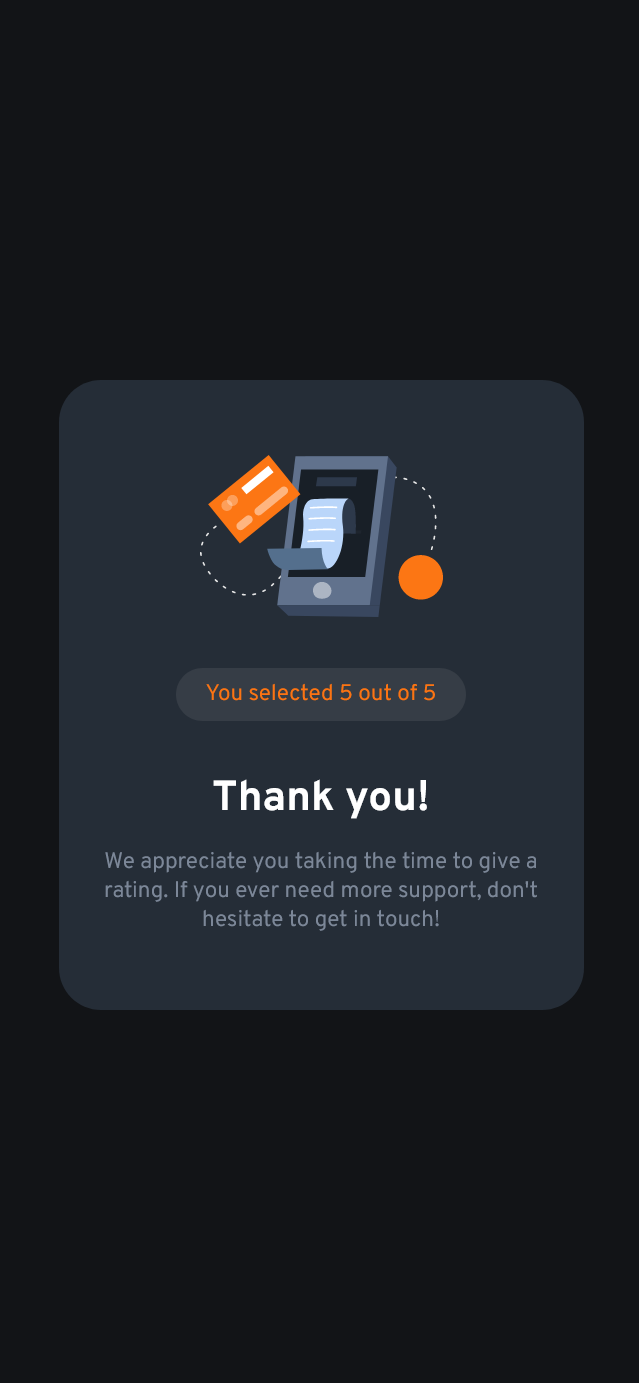 You selected 5 out of 5
Thank you!
We appreciate you taking the time to give a
rating. If you ever need more support, don't
hesitate to get in touch!